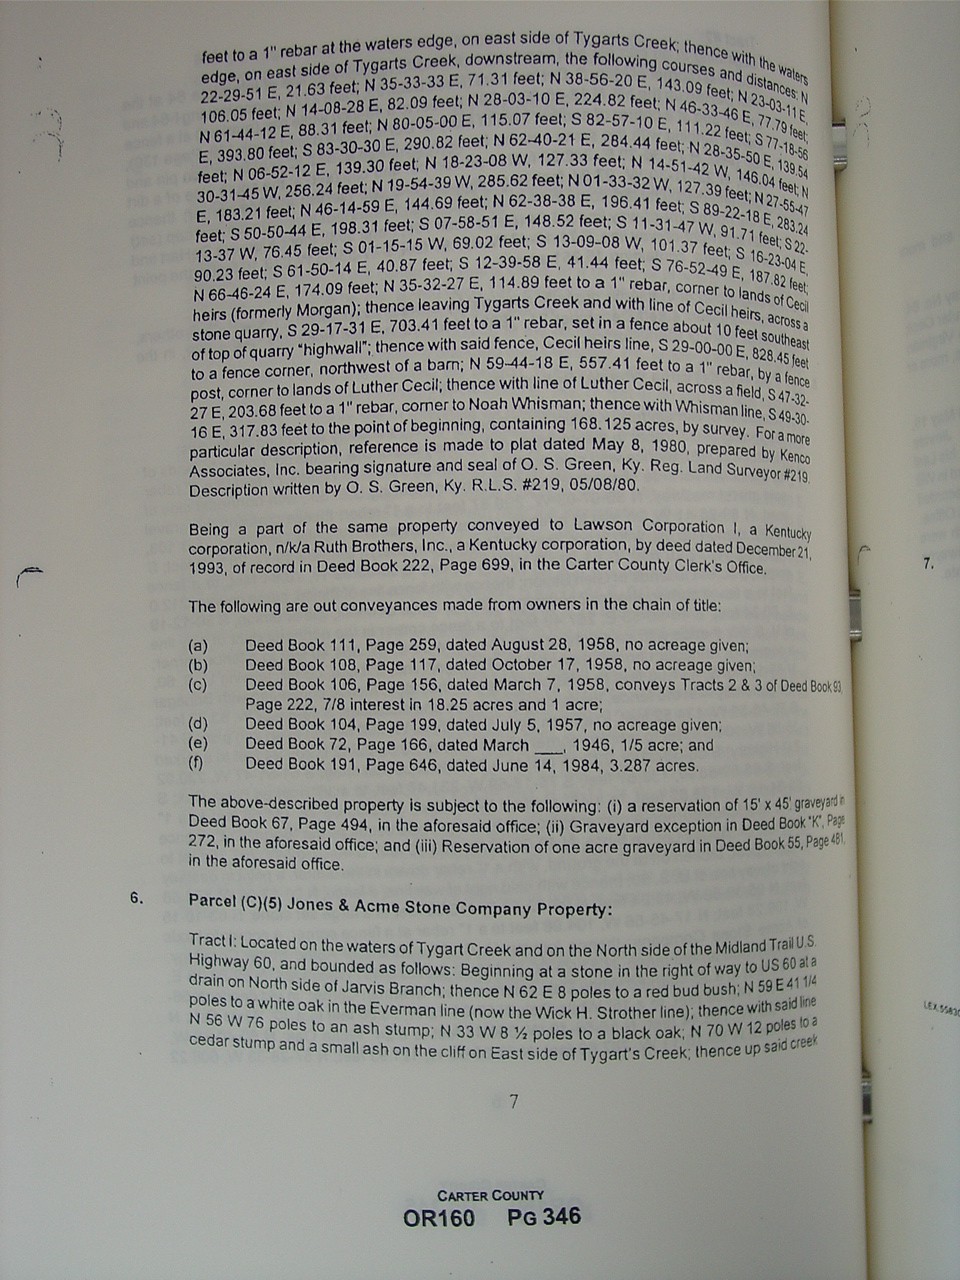 feet to a 1" rebar at the waters edge, on east side of Tygarts Creek; thence with the waters
edge, on east side of Tygarts Creek, downstream, the following courses and distances; N
22-29-51 E, 21.63 feet; N 35-33-33 E, 71.31 feet; N 38-56-20 E, 143.09 feet; N 23-03-11 E,
106.05 feet; N 14-08-28 E, 82.09 feet; N 28-03-10 E, 224.82 feet; N 46-33-46 E, 77.79 feet;
N 61-44-12 E, 88.31 feet; N 80-05-00 E, 115.07 feet; S 82-57-10 E, 111.22 feet; S 77-18-56
E, 393.80 feet; S 83-30-30 E, 290.82 feet; N 62-40-21 E, 284.44 feet; N 28-35-50 E, 139.54
feet; N 06-52-12 E, 139.30 feet; N 18-23-08 W, 127.33 feet; N 14-51-42 W, 146.04 feet; N
30-31-45 W, 256.24 feet; N 19-54-39 W, 285.62 feet; N 01-33-32 W, 127.39 feet; N 27-55-47
E, 183.21 feet; N 46-14-59 E, 144.69 feet; N 62-38-38 E, 196.41 feet; S 89-22-18 E, 283.24
feet; S 50-50-44 E, 198.31 feet; S 07-58-51 E, 148.52 feet; S 11-31-47 W, 91.71 feet; S 22-
13-37 W, 76.45 feet; S 01-15-15 W, 69.02 feet; S 13-09-08 W, 101.37 feet; S 16-23-04 E,
90.23 feet; S 61-50-14 E, 40.87 feet; S 12-39-58 E, 41.44 feet; S 76-52-49 E, 187.82 feet;
N 66-46-24 E, 174.09 feet; N 35-32-27 E, 114.89 feet to a 1" rebar, corner to lands of Cecil
heirs (formerly Morgan); thence leaving Tygarts Creek and with line of Cecil heirs, across a
stone quarry, S 29-17-31 E, 703.41 feet to a 1" rebar, set in a fence about 10 feet southeast
of top of quarry "highwall"; thence with said fence, Cecil heirs line, S 29-00-00 E, 828.45 feet
to a fence corner, northwest of a barn; N 59-44-18 E, 557.41 feet to a 1" rebar, by a fence
post, corner to lands of Luther Cecil; thence with line of Luther Cecil, across a field, S 47-32-
27 E, 203.68 feet to a 1" rebar, corner to Noah Whisman; thence with Whisman line, S 49-30-
16 E, 317.83 feet to the point of beginning, containing 168.125 acres, by survey. For a more
particular description, reference is made to plat dated May 8, 1980, prepared by Kenco
Associates, Inc. bearing signature and seal of O. S. Green, Ky. Reg. Land Surveyor #219.
Description written by O. S. Green, Ky. R.L.S. #219, 05/08/80.
Being a part of the same property conveyed to Lawson Corporation I, a Kentucky
corporation, n/k/a Ruth Brothers, Inc., a Kentucky corporation, by deed dated December 21,
1993, of record in Deed Book 222, Page 699, in the Carter County Clerk's Office.
The following are out conveyances made from owners in the chain of title:
(a) Deed Book 111, Page 259, dated August 28, 1958, no acreage given;
(b) Deed Book 108, Page 117, dated October 17, 1958, no acreage given;
(c) Deed Book 106, Page 156, dated March 7, 1958, conveys Tracts 2 & 3 of Deed Book 93,
Page 222, 7/8 interest in 18.25 acres and 1 acre;
(d) Deed Book 104, Page 199, dated July 5, 1957, no acreage given;
(e) Deed Book 72, Page 166, dated March ___, 1946, 1/5 acre; and
(f) Deed Book 191, Page 646, dated June 14, 1984, 3.287 acres.
The above-described property is subject to the following: (i) a reservation of 15' x 45' graveyard in
Deed Book 67, Page 494, in the aforesaid office; (ii) Graveyard exception in Deed Book "K", Page
272, in the aforesaid office; and (iii) Reservation of one acre graveyard in Deed Book 55, Page 481,
in the aforesaid office.
6. Parcel (C)(5) Jones & Acme Stone Company Property:
Tract I: Located on the waters of Tygart Creek and on the North side of the Midland Trail U.S.
Highway 60, and bounded as follows: Beginning at a stone in the right of way to US 60 at a
drain on North side of Jarvis Branch; thence N 62 E 8 poles to a red bud bush; N 59 E 41 1/4
poles to a white oak in the Everman line (now the Wick H. Strother line); thence with said line
N 56 W 76 poles to an ash stump; N 33 W 8 ½ poles to a black oak; N 70 W 12 poles to a
cedar stump and a small ash on the cliff on East side of Tygart's Creek; thence up said creek
7
CARTER COUNTY
OR160 PG 346
7.